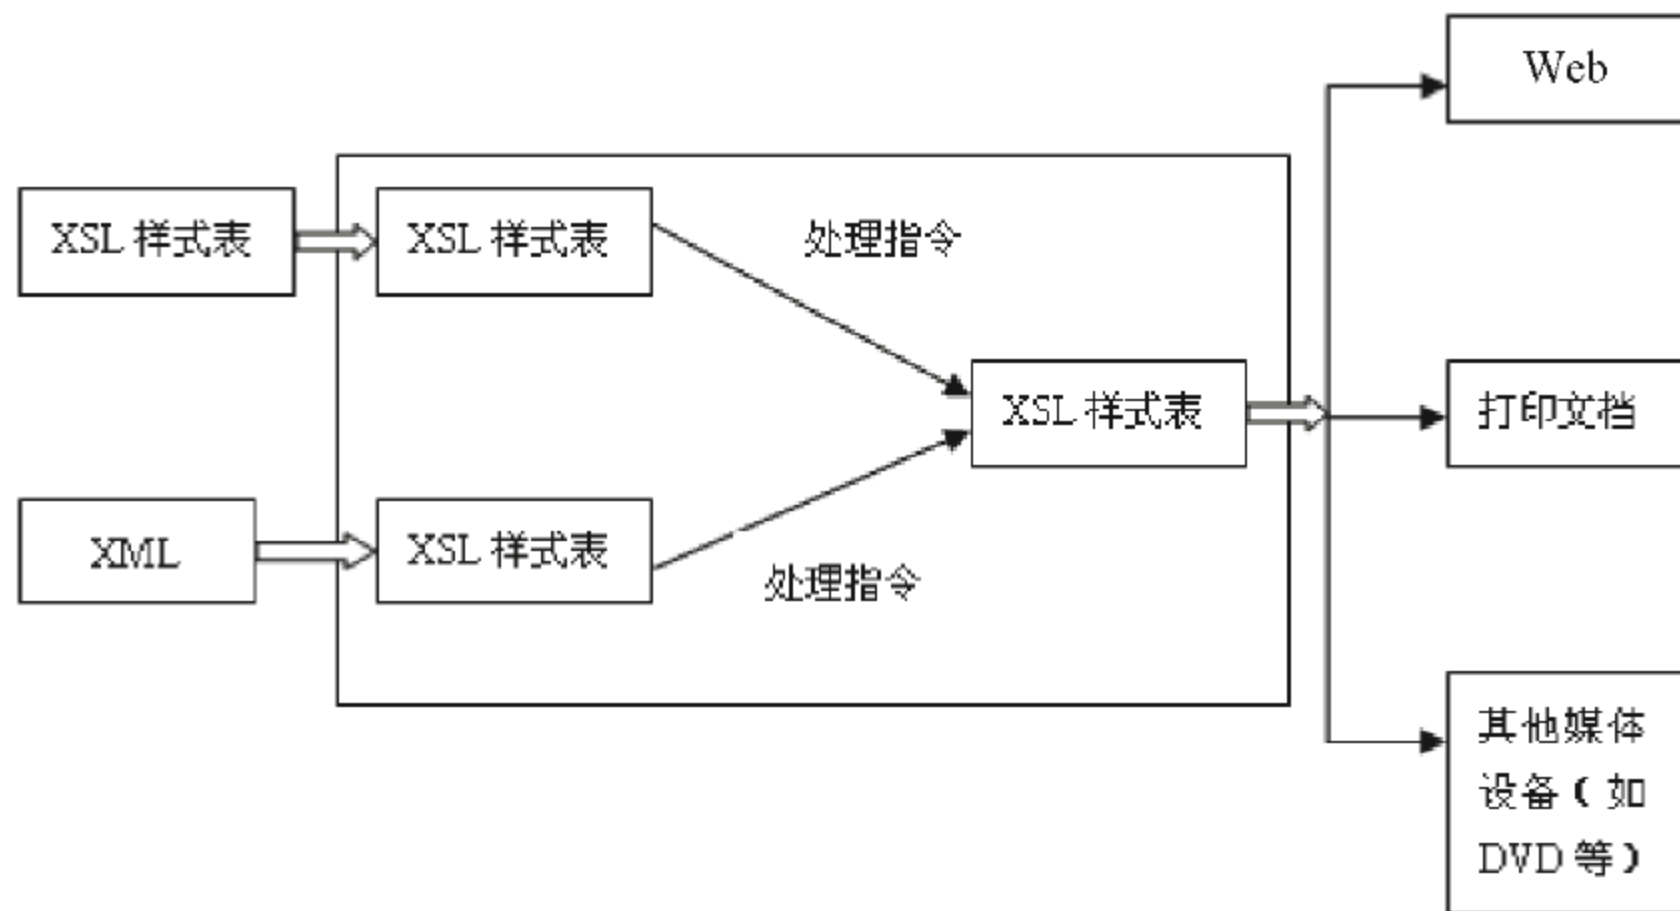 Web
XSL 样式表
XSL 样式表
处理指令
XSL 样式表
打印文档
XML
XSL 样式表
处理指令
其他媒体
设备（如
DVD 等）